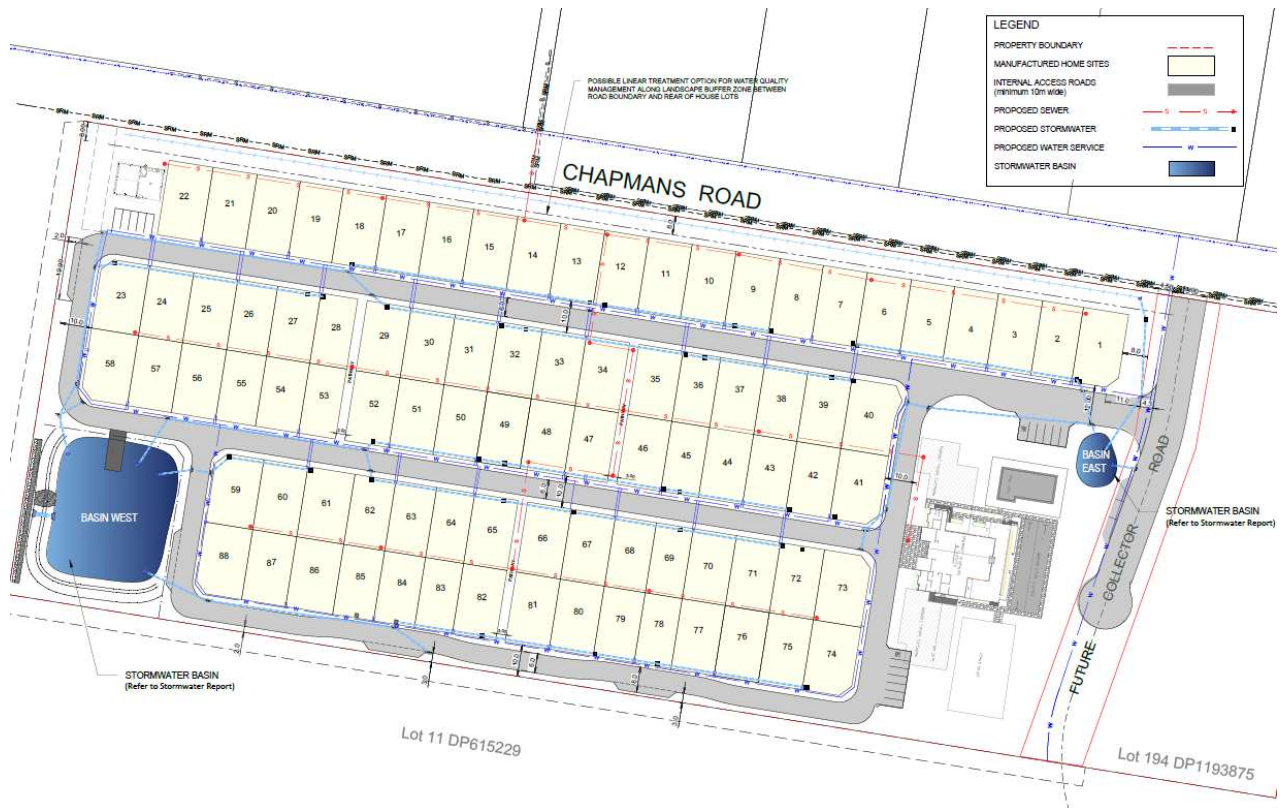 LEGEND
PROPERTY BOUNDARY
MANUFACTURED HOME SITES
INTERNAL ACCESS ROADS
(minimum 10m wide)
PROPOSED SEWER
S S
PROPOSED STORMWATER
PROPOSED WATER SERVICE
W
STORMWATER BASIN
POSSIBLE LINEAR TREATMENT OPTION FOR WATER QUALITY
MANAGEMENT ALONG LANDSCAPE BUFFER ZONE BETWEEN
ROAD BOUNDARY AND REAR OF HOUSE LOTS
CHAPMANS ROAD
22 21 20 19 18 17 16 15 14 13 12 11 10 9 8 7 6 5 4 3 2 1
23 24 25 26 27 28 29 30 31 32 33 34 35 36 37 38 39 40
58 57 56 55 54 53 52 51 50 49 48 47 46 45 44 43 42 41
59 60 61 62 63 64 65 66 67 68 69 70 71 72 73
88 87 86 85 84 83 82 81 80 79 78 77 76 75 74
BASIN WEST
BASIN
EAST
STORMWATER BASIN
(Refer to Stormwater Report)
STORMWATER BASIN
(Refer to Stormwater Report)
FUTURE COLLECTOR ROAD
Lot 11 DP615229
Lot 194 DP1193875